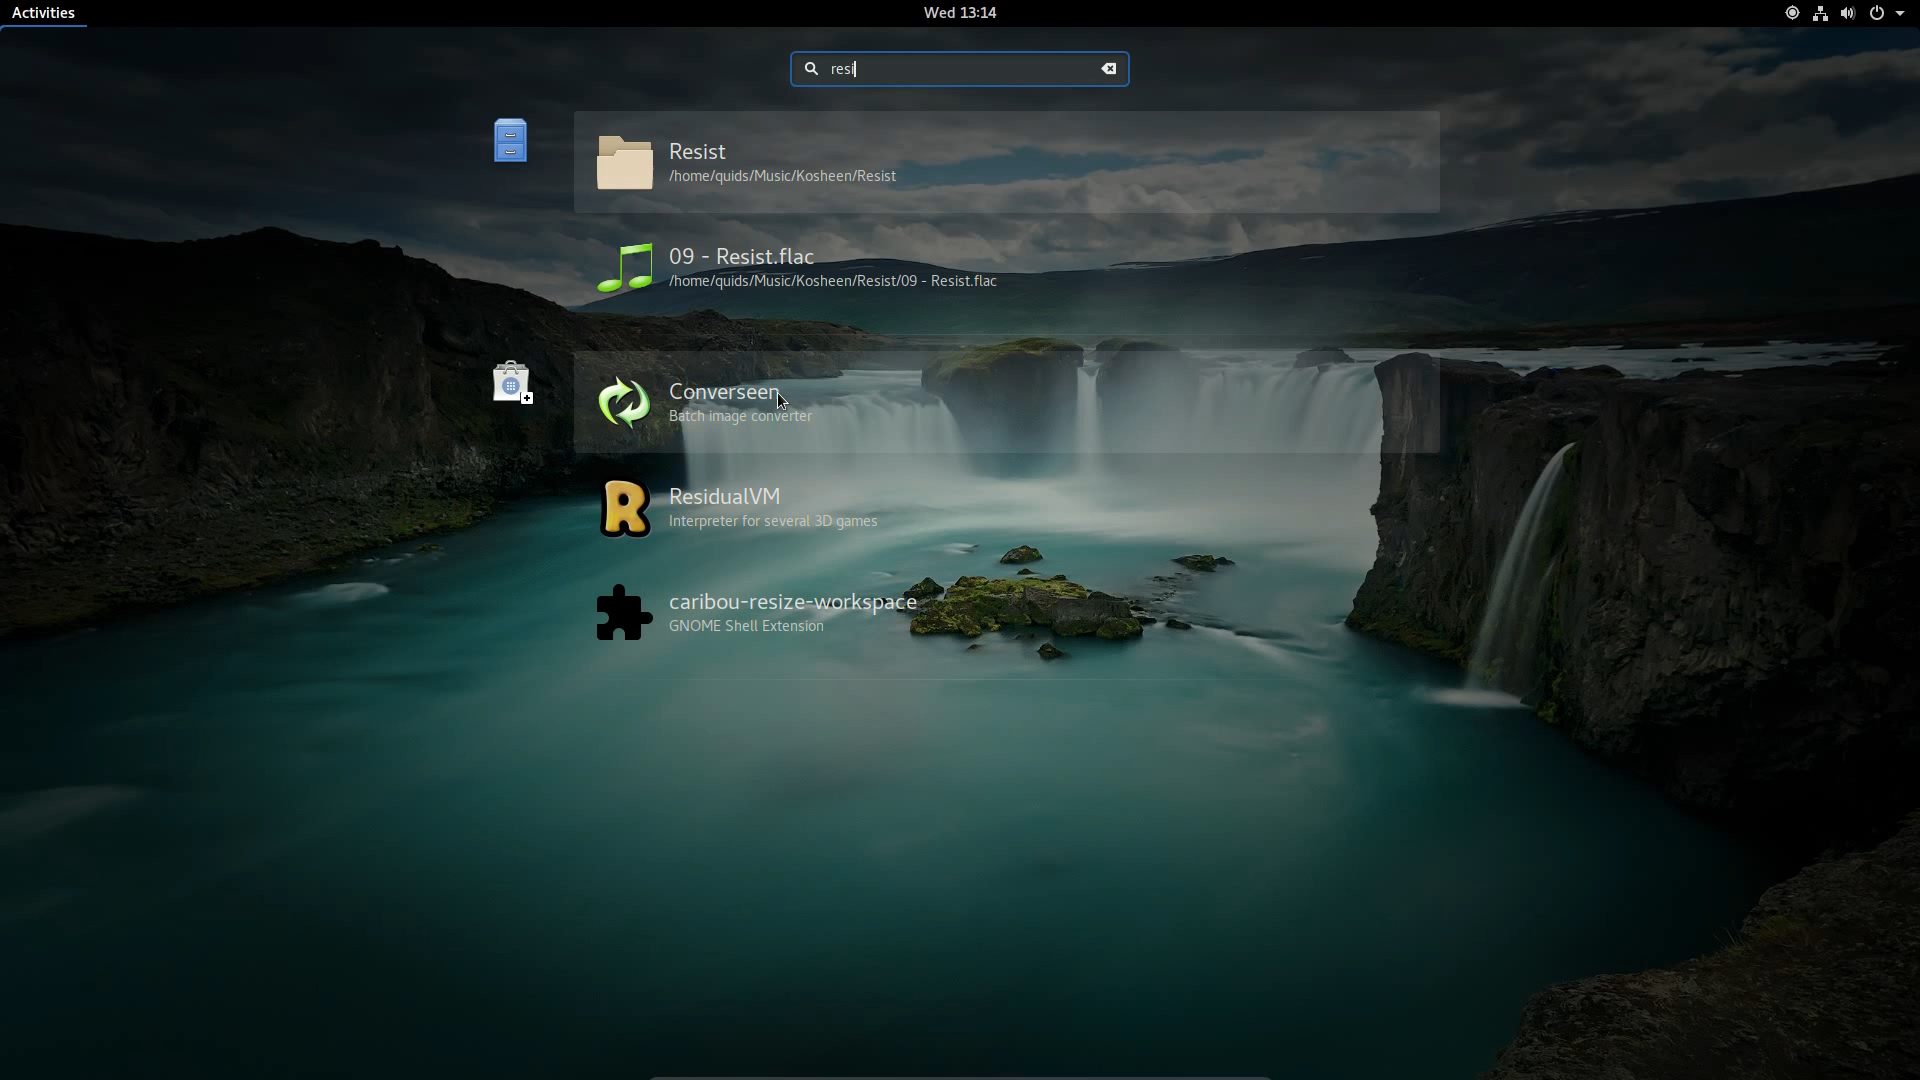 Activities
Wed 13:14
resi
Resist
/home/quids/Music/Kosheen/Resist
09 - Resist.flac
/home/quids/Music/Kosheen/Resist/09 - Resist.flac
Converseen
Batch image converter
R
ResidualVM
Interpreter for several 3D games
caribou-resize-workspace
GNOME Shell Extension